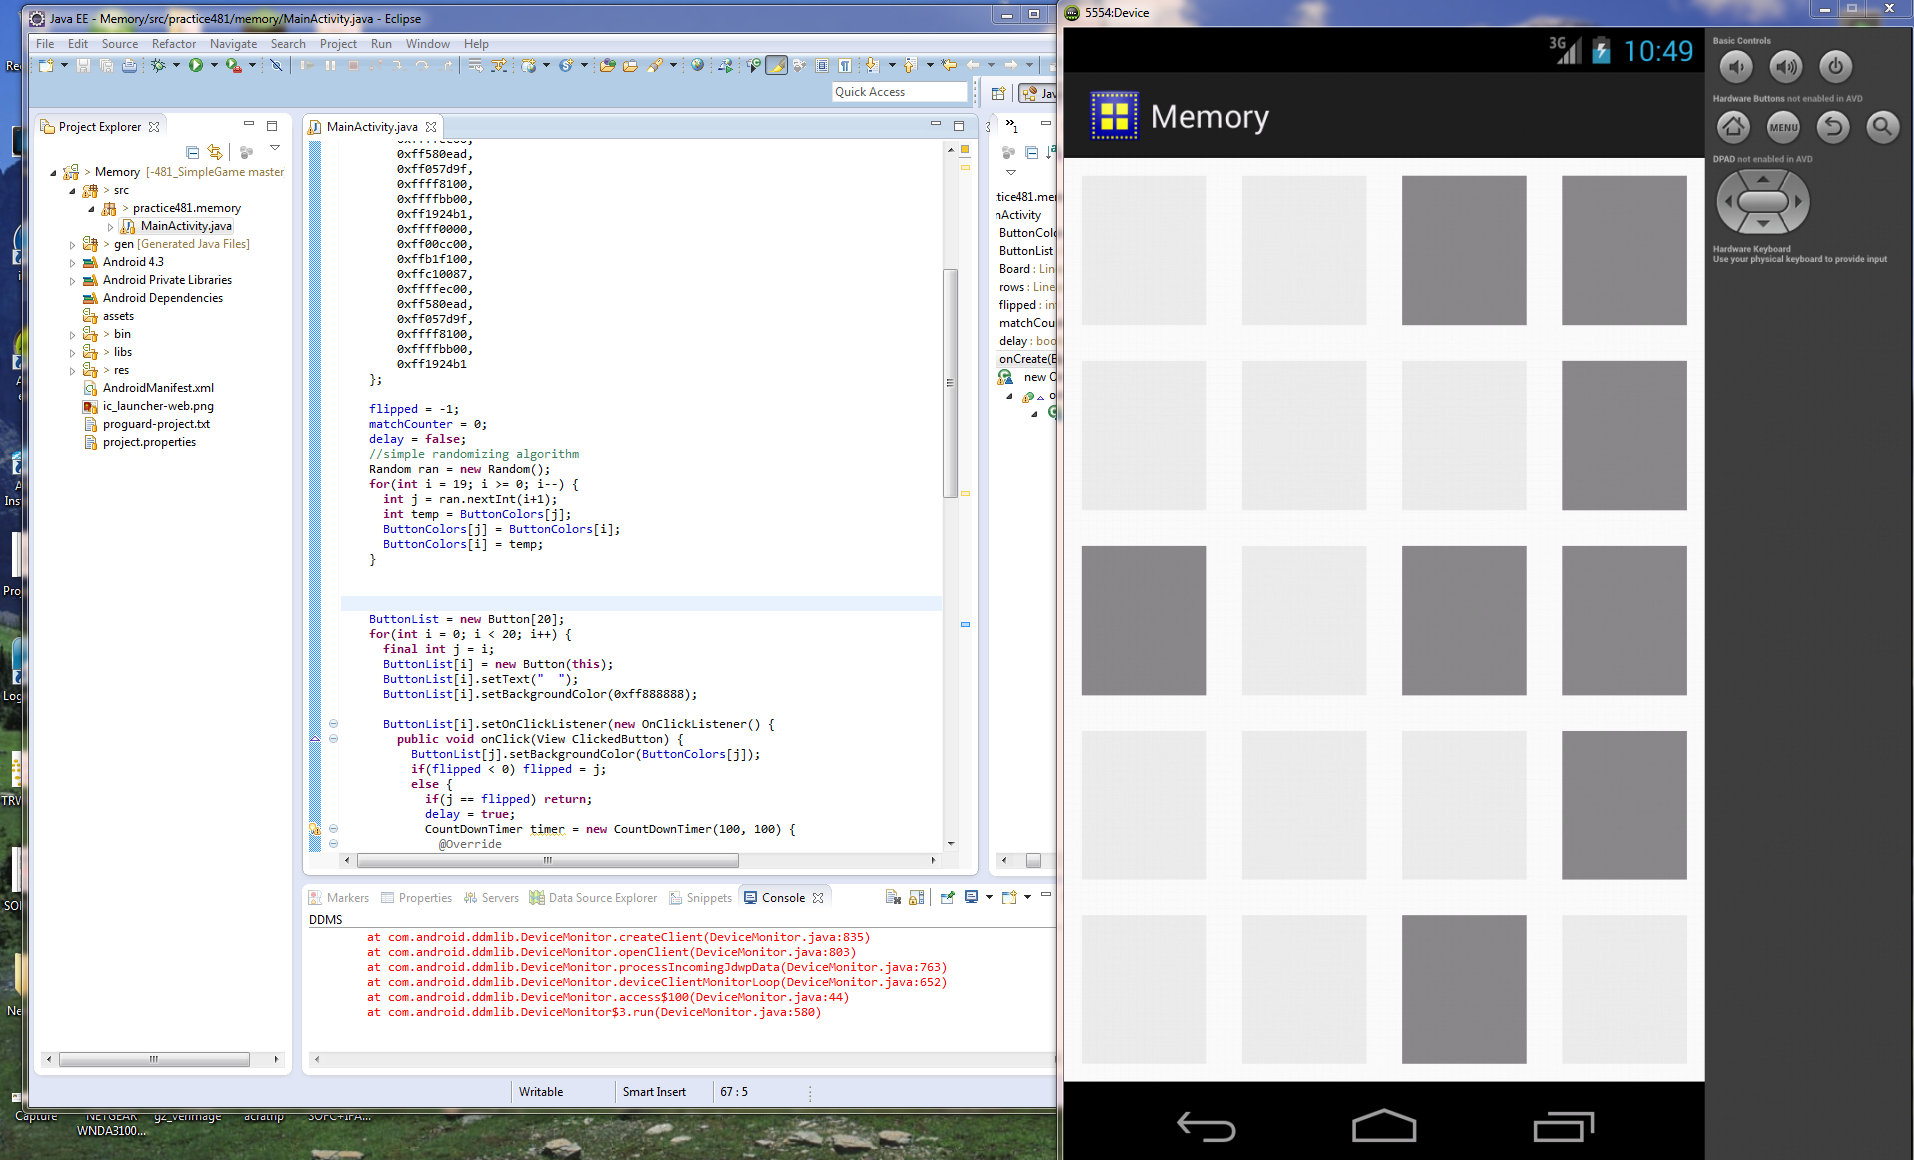 Java EE - Memory/src/practice481/memory/MainActivity.java - Eclipse
File Edit Source Refactor Navigate Search Project Run Window Help
Quick Access
Project Explorer
> Memory [-481_SimpleGame master
> src
> practice481.memory
MainActivity.java
> gen [Generated Java Files]
Android 4.3
Android Private Libraries
Android Dependencies
assets
> bin
> libs
> res
AndroidManifest.xml
ic_launcher-web.png
proguard-project.txt
project.properties
MainActivity.java
0xff580ead,
0xff057d9f,
0xffff8100,
0xffffbb00,
0xff1924b1,
0xffff0000,
0xff00cc00,
0xffb1f100,
0xffc10087,
0xffffec00,
0xff580ead,
0xff057d9f,
0xffff8100,
0xffffbb00,
0xff1924b1
};
flipped = -1;
matchCounter = 0;
delay = false;
//simple randomizing algorithm
Random ran = new Random();
for(int i = 19; i >= 0; i--) {
int j = ran.nextInt(i+1);
int temp = ButtonColors[j];
ButtonColors[j] = ButtonColors[i];
ButtonColors[i] = temp;
}
ButtonList = new Button[20];
for(int i = 0; i < 20; i++) {
final int j = i;
ButtonList[i] = new Button(this);
ButtonList[i].setText("  ");
ButtonList[i].setBackgroundColor(0xff888888);
ButtonList[i].setOnClickListener(new OnClickListener() {
public void onClick(View ClickedButton) {
ButtonList[j].setBackgroundColor(ButtonColors[j]);
if(flipped < 0) flipped = j;
else {
if(j == flipped) return;
delay = true;
CountDownTimer timer = new CountDownTimer(100, 100) {
@Override
tice481.mem
nActivity
ButtonColo
ButtonList
Board : Line
rows : Line
flipped : int
matchCou
delay : boo
onCreate(B
new O
Markers Properties Servers Data Source Explorer Snippets Console
DDMS
at com.android.ddmlib.DeviceMonitor.createClient(DeviceMonitor.java:835)
at com.android.ddmlib.DeviceMonitor.openClient(DeviceMonitor.java:803)
at com.android.ddmlib.DeviceMonitor.processIncomingJdwpData(DeviceMonitor.java:763)
at com.android.ddmlib.DeviceMonitor.deviceClientMonitorLoop(DeviceMonitor.java:652)
at com.android.ddmlib.DeviceMonitor.access$100(DeviceMonitor.java:44)
at com.android.ddmlib.DeviceMonitor$3.run(DeviceMonitor.java:580)
Writable Smart Insert 67 : 5
Capture NETGEAR WNDA3100...
5554:Device
3G 10:49
Memory
Basic Controls
Hardware Buttons not enabled in AVD
MENU
DPAD not enabled in AVD
Hardware Keyboard
Use your physical keyboard to provide input